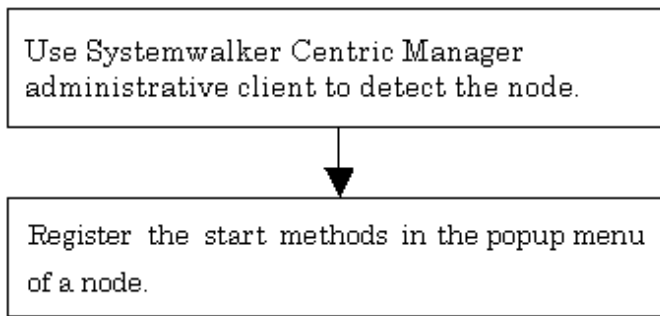 Use Systemwalker Centric Manager
administrative client to detect the node.
Register the start methods in the popup menu
of a node.